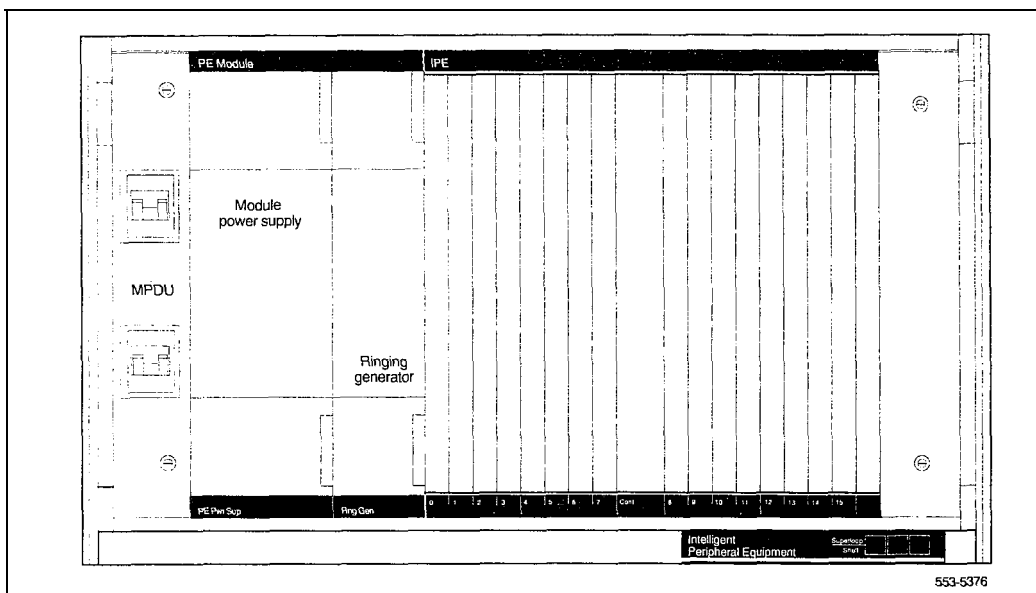 PE Module
IPE
Module
power supply
MPDU
Ringing
generator
PE Pwr Sup
Ring Gen
0 1 2 3 4 5 6 7 Cont 8 9 10 11 12 13 14 15
Intelligent
Peripheral Equipment
Superloop
Shelf
553-5376